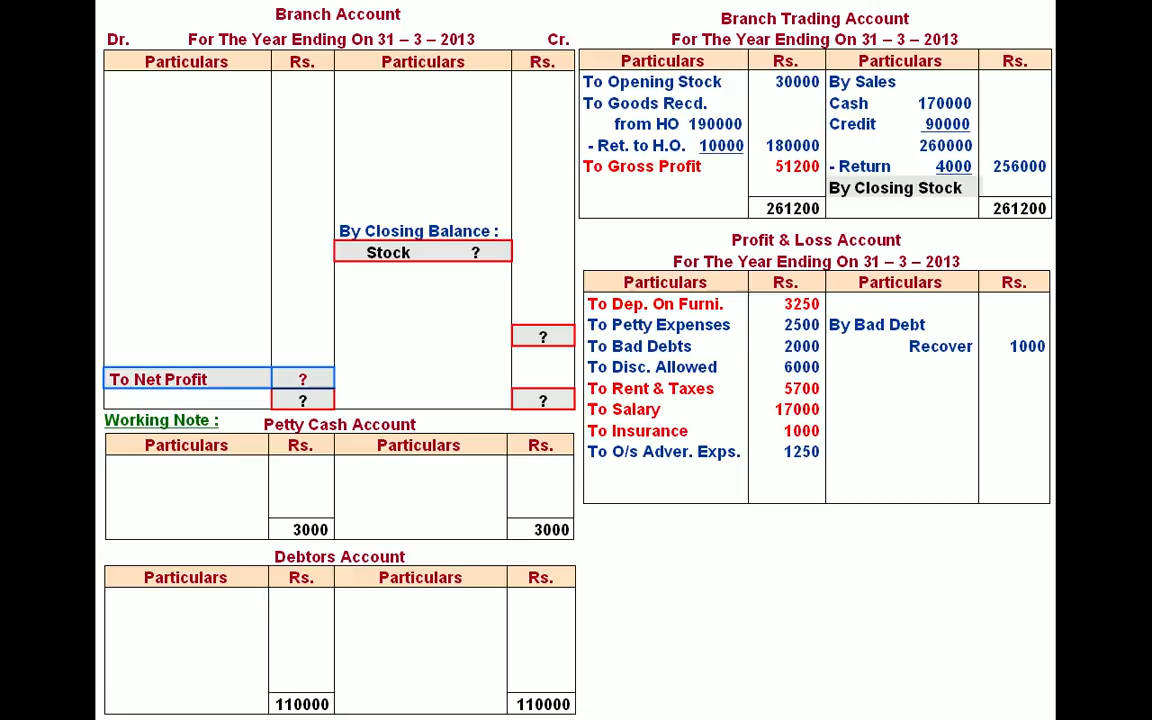 Branch Account
Dr. For The Year Ending On 31 – 3 – 2013 Cr.
Particulars Rs. Particulars Rs.
By Closing Balance :
Stock ?
?
To Net Profit ?
? ?
Working Note :
Petty Cash Account
Particulars Rs. Particulars Rs.
3000 3000
Debtors Account
Particulars Rs. Particulars Rs.
110000 110000
Branch Trading Account
For The Year Ending On 31 – 3 – 2013
Particulars Rs. Particulars Rs.
To Opening Stock 30000 By Sales
To Goods Recd. Cash 170000
from HO 190000 Credit 90000
- Ret. to H.O. 10000 180000 260000
To Gross Profit 51200 - Return 4000 256000
By Closing Stock
261200 261200
Profit & Loss Account
For The Year Ending On 31 – 3 – 2013
Particulars Rs. Particulars Rs.
To Dep. On Furni. 3250
To Petty Expenses 2500 By Bad Debt
To Bad Debts 2000 Recover 1000
To Disc. Allowed 6000
To Rent & Taxes 5700
To Salary 17000
To Insurance 1000
To O/s Adver. Exps. 1250